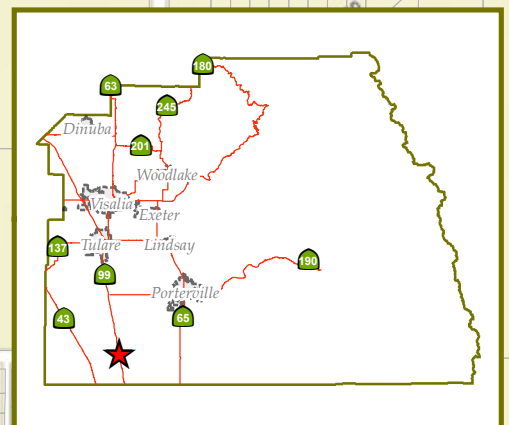 180
63
245
Dinuba
201
Woodlake
Visalia
Exeter
137
Tulare
Lindsay
190
99
Porterville
43
65